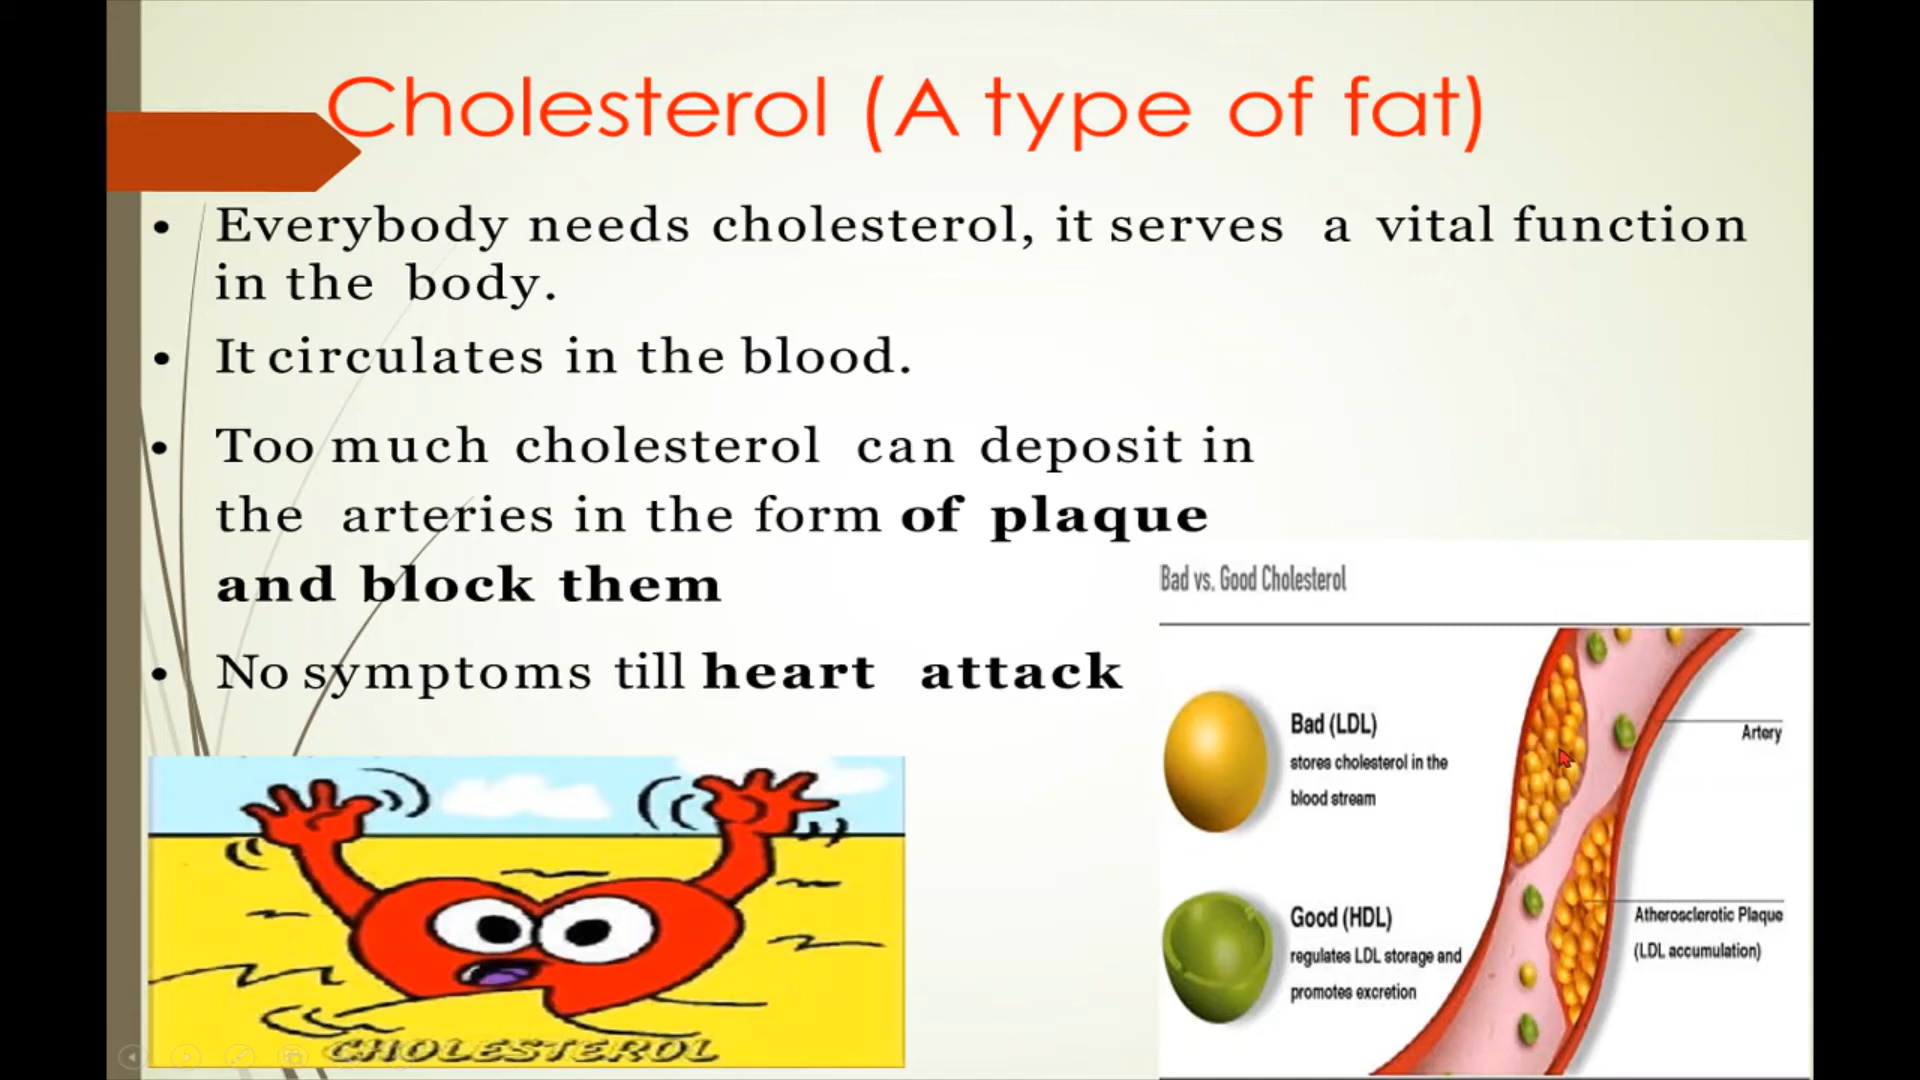 Cholesterol (A type of fat)
• Everybody needs cholesterol, it serves a vital function
in the body.
• It circulates in the blood.
• Too much cholesterol can deposit in
the arteries in the form of plaque
and block them
• No symptoms till heart attack
CHOLESTEROL
Bad vs. Good Cholesterol
Bad (LDL)
stores cholesterol in the
blood stream
Good (HDL)
regulates LDL storage and
promotes excretion
Artery
Atherosclerotic Plaque
(LDL accumulation)